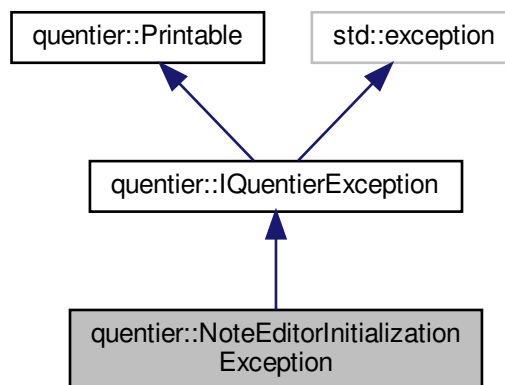 quentier::Printable
std::exception
quentier::IQuentierException
quentier::NoteEditorInitialization
Exception